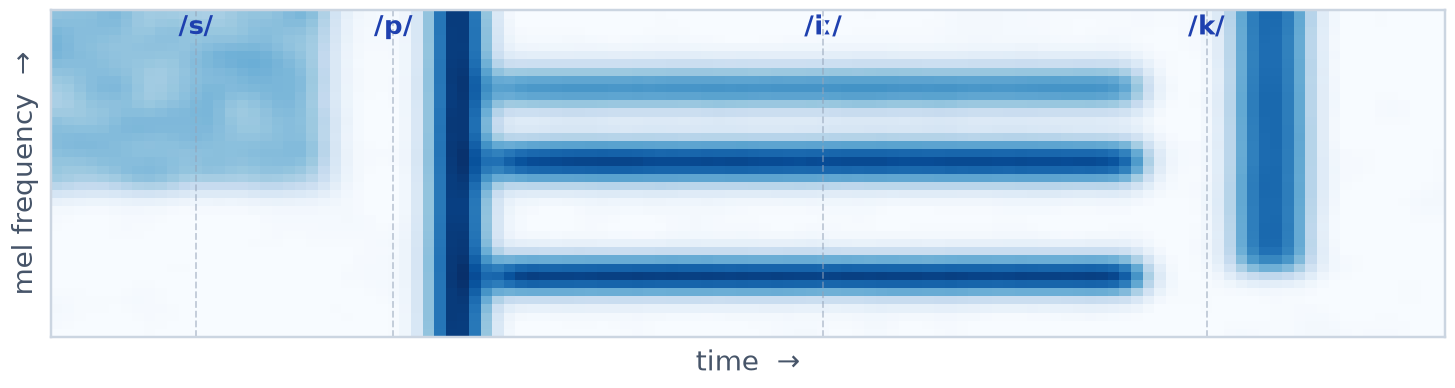 /s/ /p/ /iː/ /k/
mel frequency →
time →